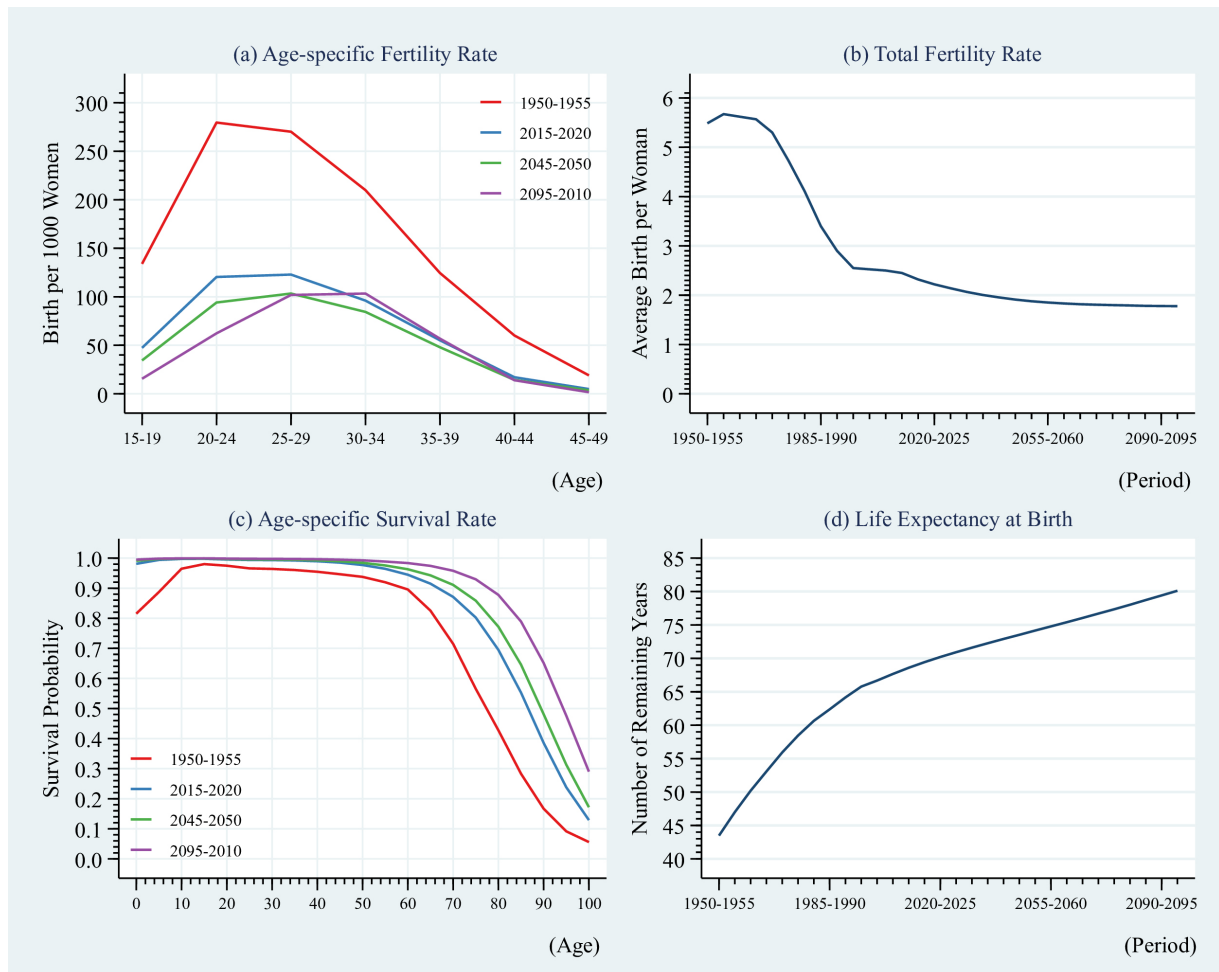 (a) Age-specific Fertility Rate
Birth per 1000 Women
300
250
200
150
100
50
0
1950-1955
2015-2020
2045-2050
2095-2010
15-19 20-24 25-29 30-34 35-39 40-44 45-49
(Age)
(b) Total Fertility Rate
Average Birth per Woman
6
5
4
3
2
1
0
1950-1955 1985-1990 2020-2025 2055-2060 2090-2095
(Period)
(c) Age-specific Survival Rate
Survival Probability
1.0
0.9
0.8
0.7
0.6
0.5
0.4
0.3
0.2
0.1
0.0
1950-1955
2015-2020
2045-2050
2095-2010
0 10 20 30 40 50 60 70 80 90 100
(Age)
(d) Life Expectancy at Birth
Number of Remaining Years
85
80
75
70
65
60
55
50
45
40
1950-1955 1985-1990 2020-2025 2055-2060 2090-2095
(Period)